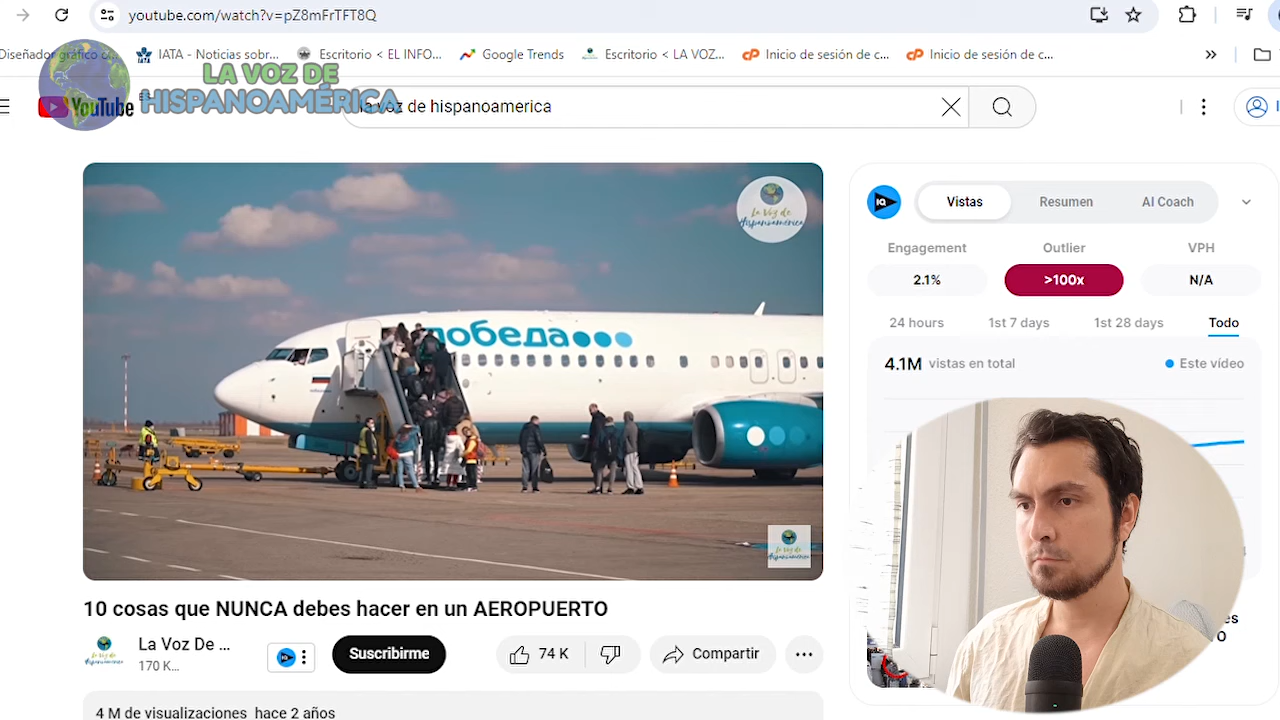 youtube.com/watch?v=pZ8mFrTFT8Q
Diseñador gráfico o...
IATA - Noticias sobr...
Escritorio < EL INFO...
Google Trends
Escritorio < LA VOZ...
Inicio de sesión de c...
Inicio de sesión de c...
LA VOZ DE
HISPANOAMÉRICA
YouTube
la voz de hispanoamerica
La Voz de
Hispanoamérica
победа
IQ
Vistas
Resumen
AI Coach
Engagement
Outlier
VPH
2.1%
>100x
N/A
24 hours
1st 7 days
1st 28 days
Todo
4.1M vistas en total
Este vídeo
10 cosas que NUNCA debes hacer en un AEROPUERTO
La Voz De ...
170 K...
Suscribirme
74 K
Compartir
4 M de visualizaciones hace 2 años